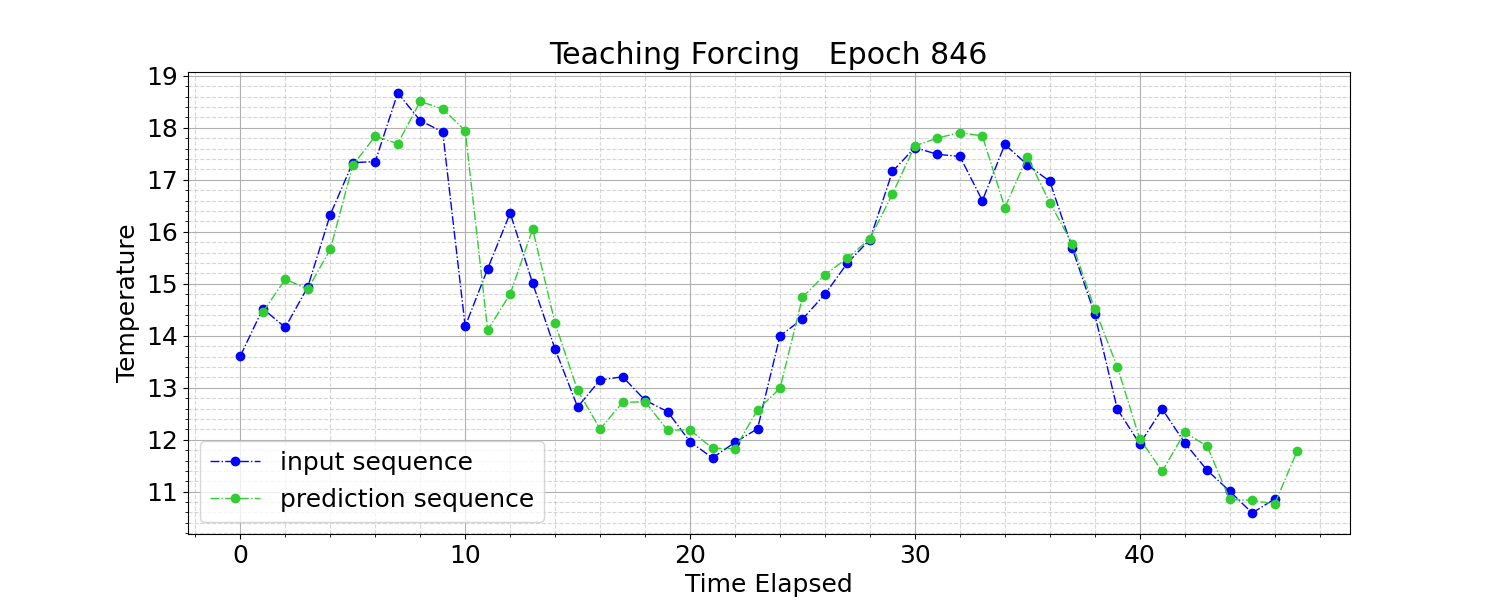 Teaching Forcing   Epoch 846
19
18
17
16
15
14
13
12
11
Temperature
input sequence
prediction sequence
0 10 20 30 40
Time Elapsed